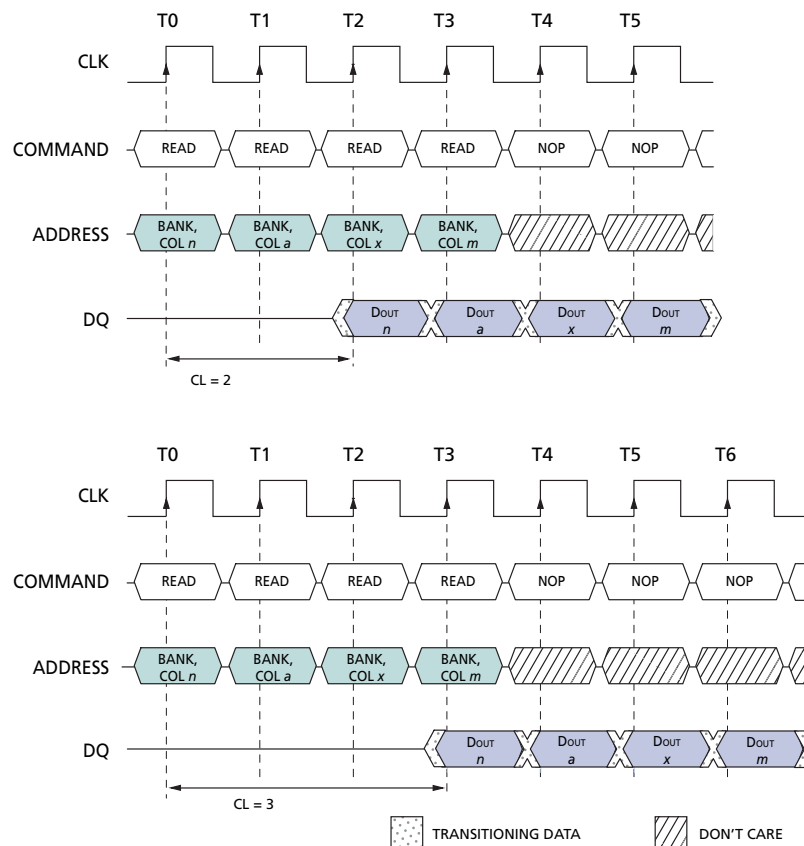 T0 T1 T2 T3 T4 T5
CLK
COMMAND READ READ READ READ NOP NOP
ADDRESS BANK, COL n BANK, COL a BANK, COL x BANK, COL m
DQ DOUT n DOUT a DOUT x DOUT m
CL = 2
T0 T1 T2 T3 T4 T5 T6
CLK
COMMAND READ READ READ READ NOP NOP NOP
ADDRESS BANK, COL n BANK, COL a BANK, COL x BANK, COL m
DQ DOUT n DOUT a DOUT x DOUT m
CL = 3
TRANSITIONING DATA DON'T CARE